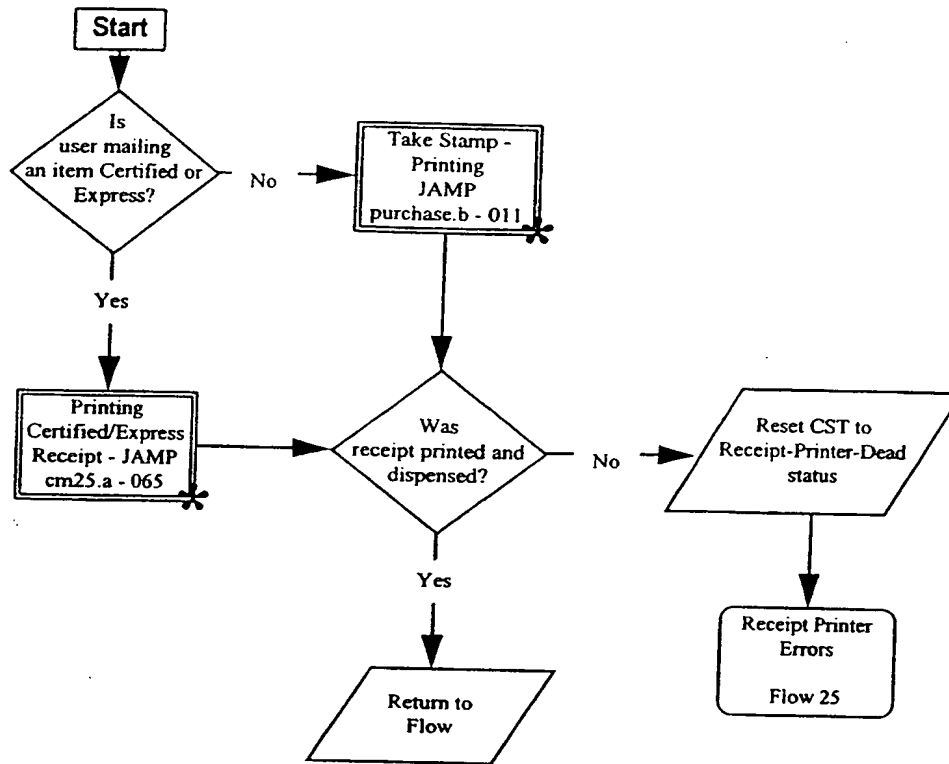 Start
Is
user mailing
an item Certified or
Express?
No
Take Stamp -
Printing
JAMP
purchase.b - 011
Yes
Printing
Certified/Express
Receipt - JAMP
cm25.a - 065
Was
receipt printed and
dispensed?
No
Reset CST to
Receipt-Printer-Dead
status
Yes
Receipt Printer
Errors
Flow 25
Return to
Flow